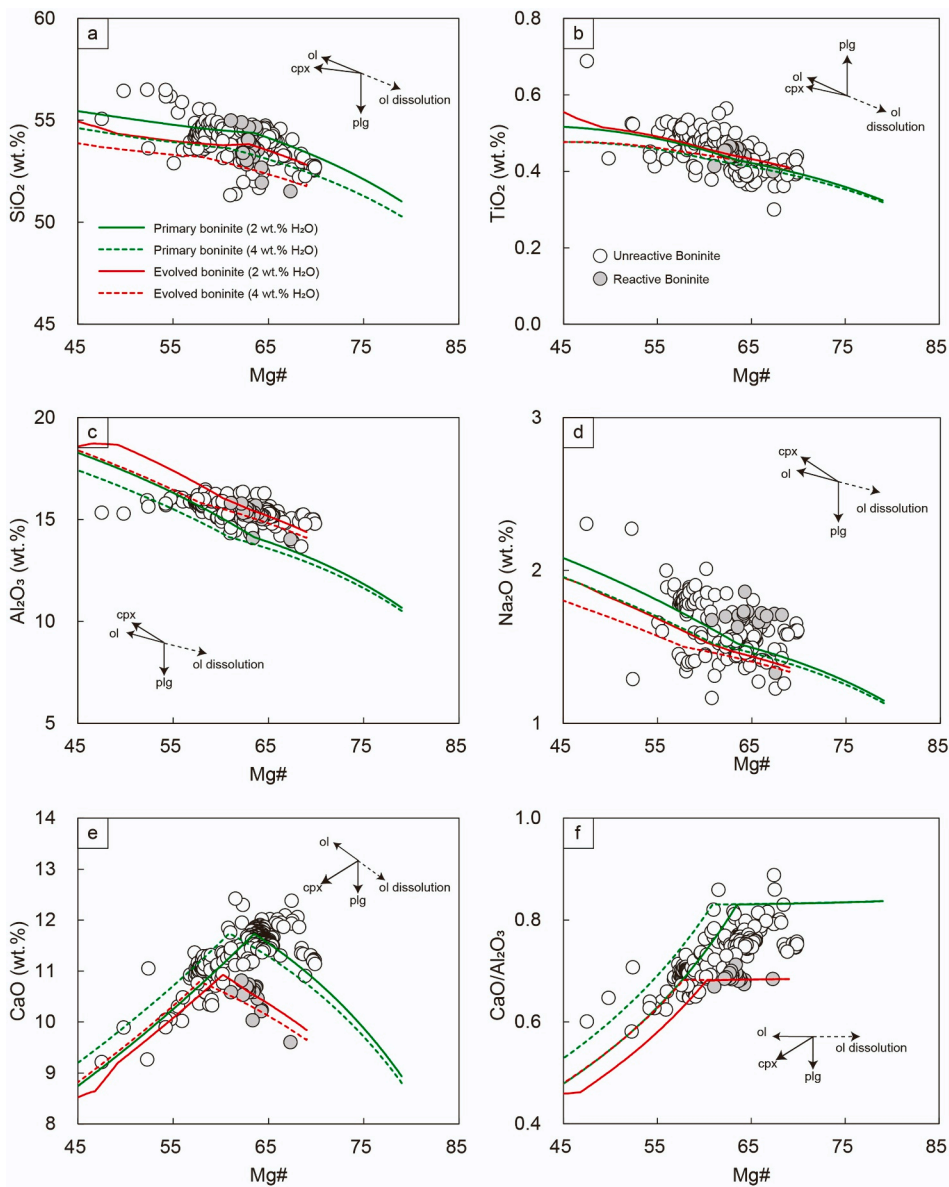 a
60
55
50
45
SiO₂ (wt.%)
ol
cpx
ol dissolution
plg
Primary boninite (2 wt.% H₂O)
Primary boninite (4 wt.% H₂O)
Evolved boninite (2 wt.% H₂O)
Evolved boninite (4 wt.% H₂O)
45 55 65 75 85
Mg#
b
0.8
0.6
0.4
0.2
0.0
TiO₂ (wt.%)
plg
ol
cpx
ol
dissolution
Unreactive Boninite
Reactive Boninite
45 55 65 75 85
Mg#
c
20
15
10
5
Al₂O₃ (wt.%)
cpx
ol
ol dissolution
plg
45 55 65 75 85
Mg#
d
3
2
1
Na₂O (wt.%)
cpx
ol
ol dissolution
plg
45 55 65 75 85
Mg#
e
14
13
12
11
10
9
8
CaO (wt.%)
ol
cpx
ol dissolution
plg
45 55 65 75 85
Mg#
f
1.0
0.8
0.6
0.4
CaO/Al₂O₃
ol
ol dissolution
cpx
plg
45 55 65 75 85
Mg#